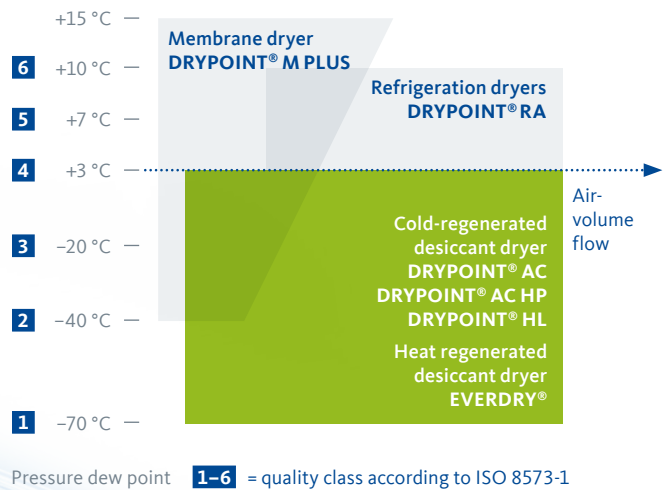 +15 °C
Membrane dryer
DRYPOINT® M PLUS
6 +10 °C
Refrigeration dryers
DRYPOINT® RA
5 +7 °C
4 +3 °C
Air-
volume
flow
3 −20 °C
Cold-regenerated
desiccant dryer
DRYPOINT® AC
DRYPOINT® AC HP
DRYPOINT® HL
2 −40 °C
Heat regenerated
desiccant dryer
EVERDRY®
1 −70 °C
Pressure dew point 1–6 = quality class according to ISO 8573-1